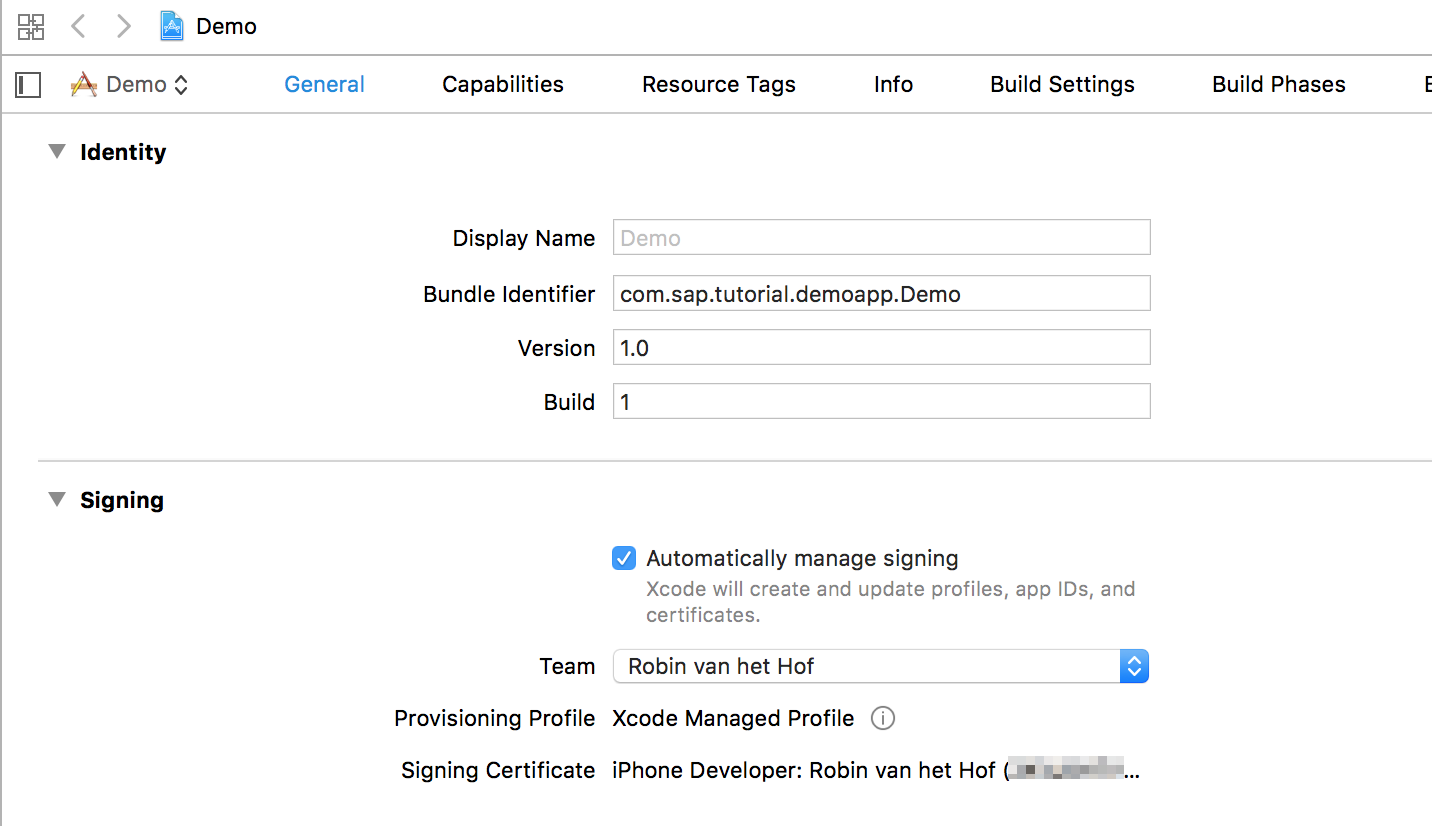 Demo
Demo General Capabilities Resource Tags Info Build Settings Build Phases
Identity
Display Name Demo
Bundle Identifier com.sap.tutorial.demoapp.Demo
Version 1.0
Build 1
Signing
Automatically manage signing
Xcode will create and update profiles, app IDs, and
certificates.
Team Robin van het Hof
Provisioning Profile Xcode Managed Profile
Signing Certificate iPhone Developer: Robin van het Hof (...